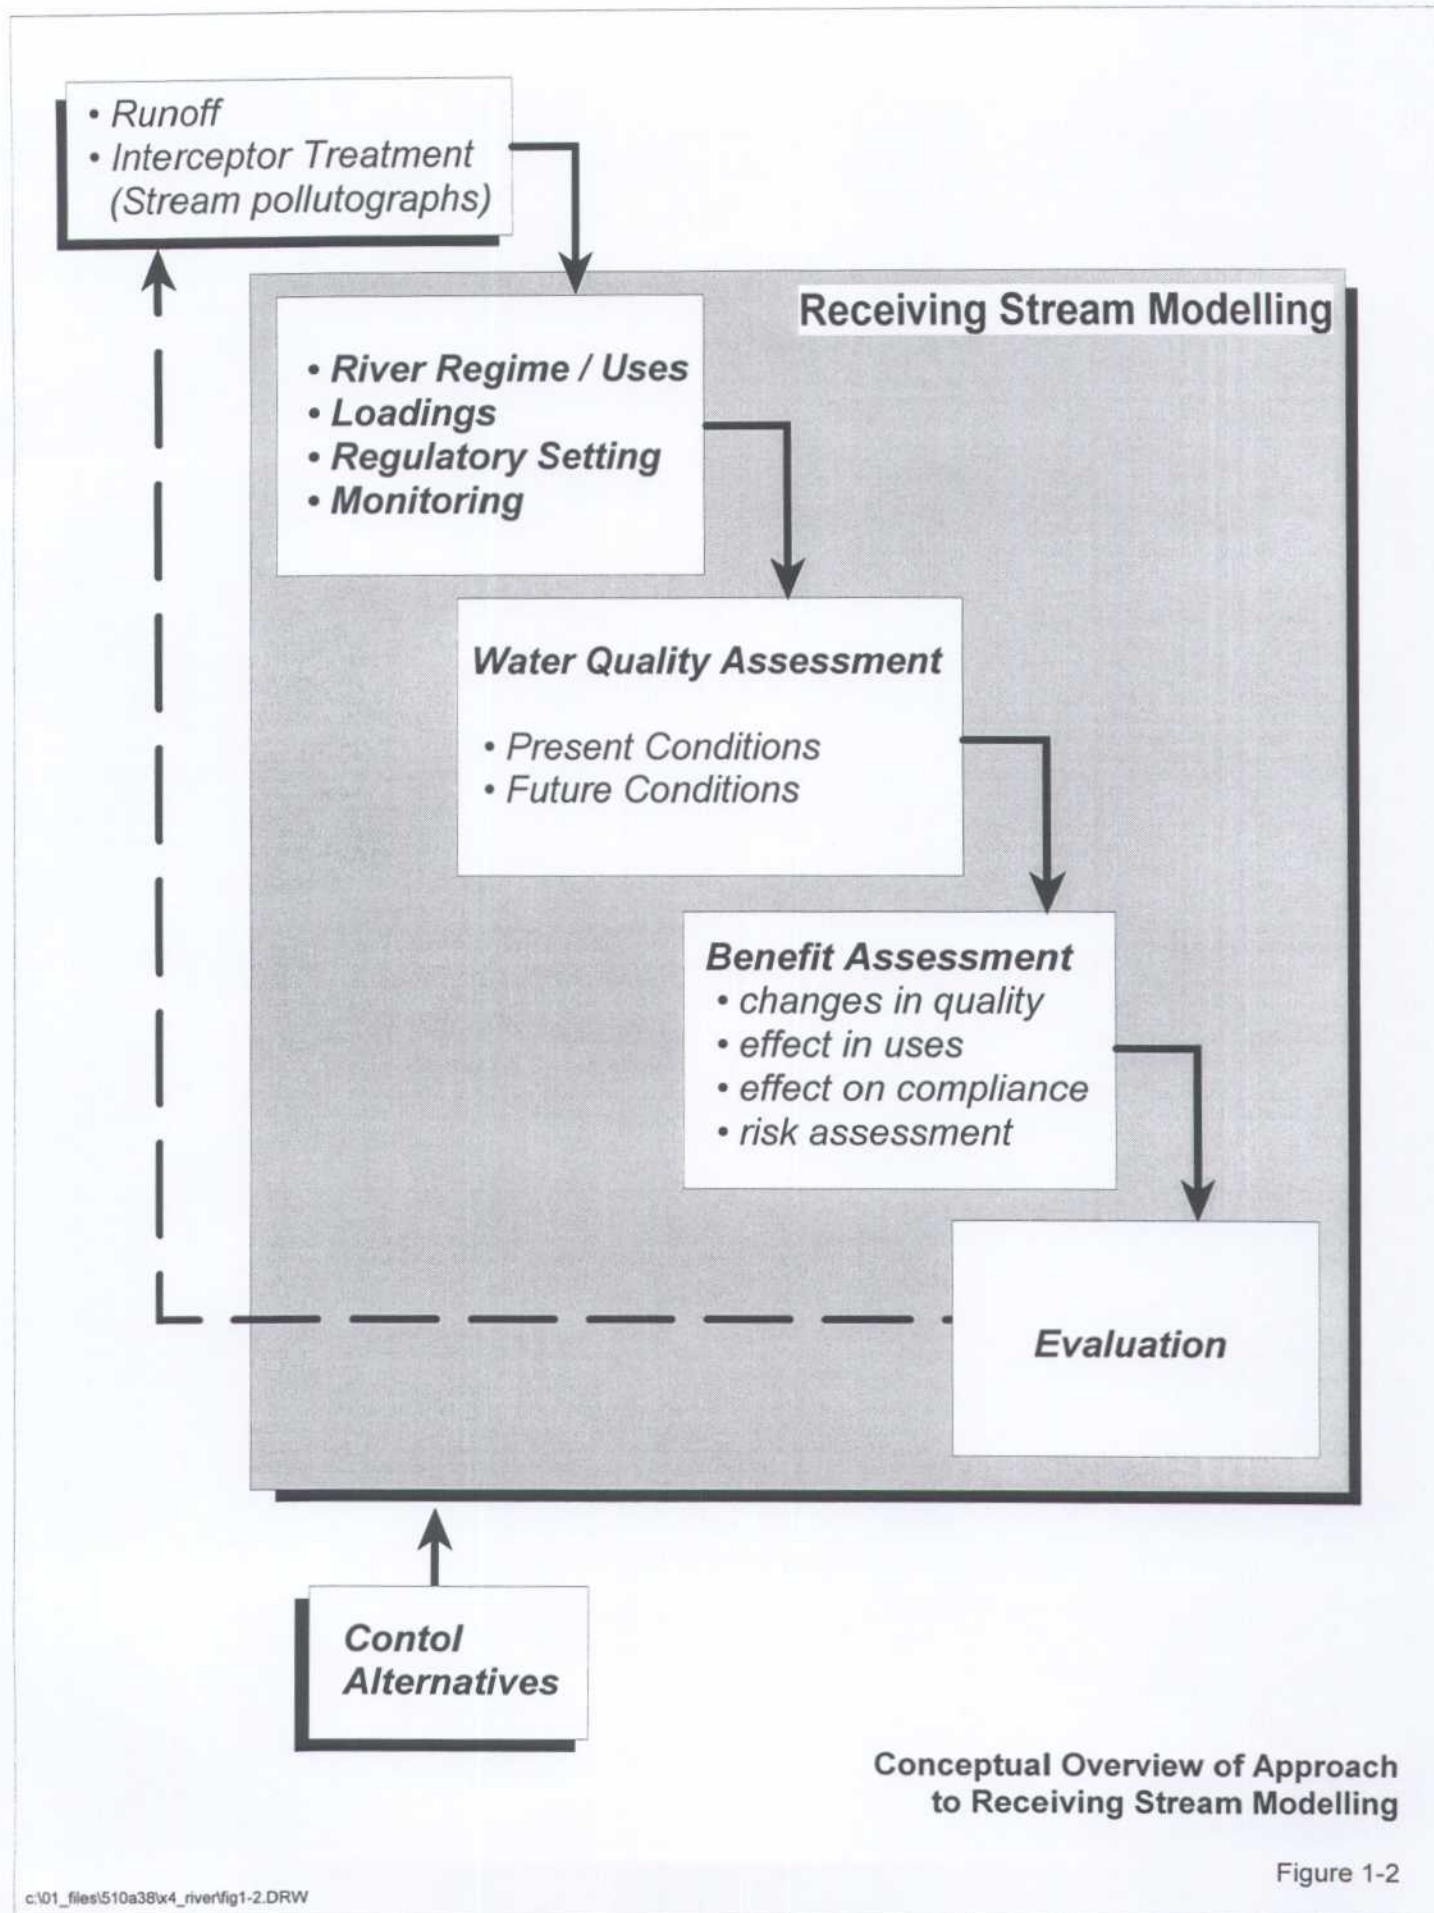 • Runoff
• Interceptor Treatment
(Stream pollutographs)
Receiving Stream Modelling
• River Regime / Uses
• Loadings
• Regulatory Setting
• Monitoring
Water Quality Assessment
• Present Conditions
• Future Conditions
Benefit Assessment
• changes in quality
• effect in uses
• effect on compliance
• risk assessment
Evaluation
Contol
Alternatives
Conceptual Overview of Approach
to Receiving Stream Modelling
Figure 1-2
c:\01_files\510a38\x4_river\fig1-2.DRW